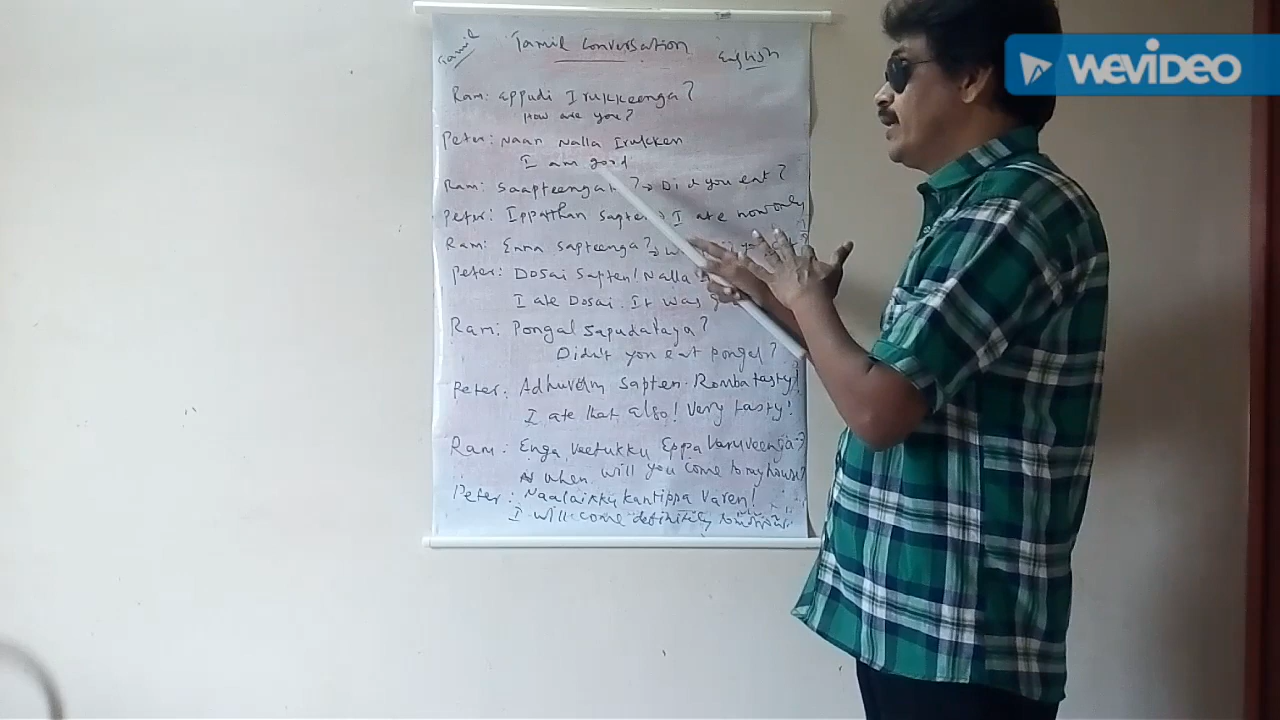 Tamil Tamil Conversation English
Ram: Appudi Irukkeenga?
How are you?
Peter: Naan Nalla Irukken
I am good
Ram: Saapteengala ?→ Did you eat?
Peter: Ippatthan Sapten → I ate now only
Ram: Enna Sapteenga?→
Peter: Dosai Sapten! Nalla
I ate Dosai. It was
Ram: Pongal Sapudalaya?
Didn't you eat pongal?
Peter: Adhuvum Sapten. Romba tasty!
I ate that also! Very tasty!
Ram: Enga Veetukku Eppa Varuveenga?
When will you come to my house?
Peter: Naalaikku kantippa Varen!
I will come definitely
WEVIDEO